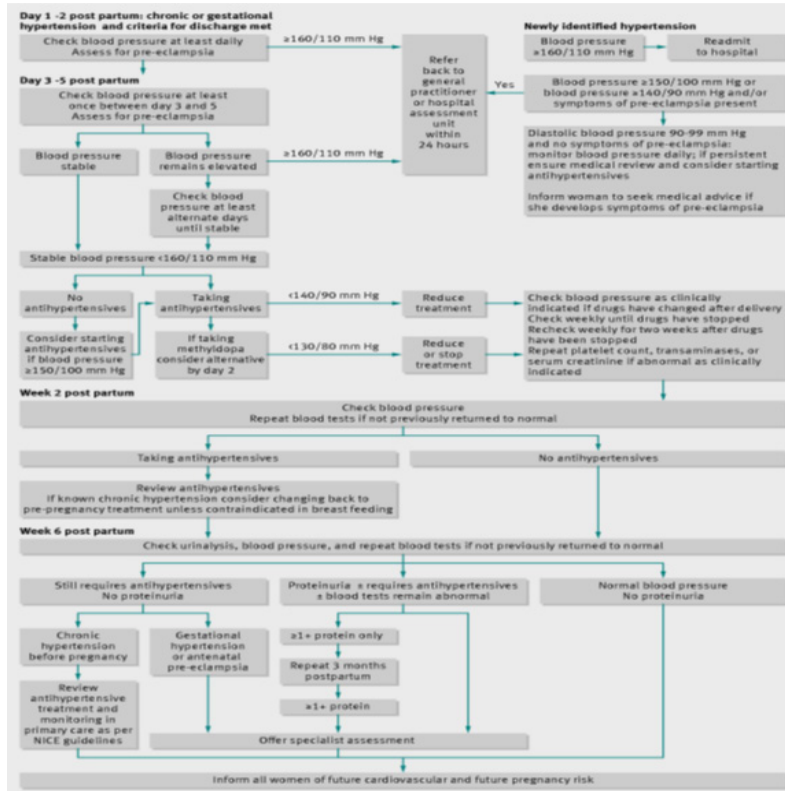 Day 1 -2 post partum: chronic or gestational
hypertension and criteria for discharge met
Check blood pressure at least daily
Assess for pre-eclampsia
≥160/110 mm Hg
Newly identified hypertension
Blood pressure
≥160/110 mm Hg
Readmit
to hospital
Refer
back to
general
practitioner
or hospital
assessment
unit
within
24 hours
Yes
Blood pressure ≥150/100 mm Hg or
blood pressure ≥140/90 mm Hg and/or
symptoms of pre-eclampsia present
Day 3 -5 post partum
Check blood pressure at least
once between day 3 and 5
Assess for pre-eclampsia
Blood pressure
stable
Blood pressure
remains elevated
≥160/110 mm Hg
Diastolic blood pressure 90-99 mm Hg
and no symptoms of pre-eclampsia:
monitor blood pressure daily; if persistent
ensure medical review and consider starting
antihypertensives
Inform woman to seek medical advice if
she develops symptoms of pre-eclampsia
Check blood
pressure at least
alternate days
until stable
Stable blood pressure <160/110 mm Hg
No
antihypertensives
Taking
antihypertensives
<140/90 mm Hg
Reduce
treatment
Consider starting
antihypertensives
if blood pressure
≥150/100 mm Hg
If taking
methyldopa
consider alternative
by day 2
<130/80 mm Hg
Reduce
or stop
treatment
Check blood pressure as clinically
indicated if drugs have changed after delivery
Check weekly until drugs have stopped
Recheck weekly for two weeks after drugs
have been stopped
Repeat platelet count, transaminases, or
serum creatinine if abnormal as clinically
indicated
Week 2 post partum
Check blood pressure
Repeat blood tests if not previously returned to normal
Taking antihypertensives
No antihypertensives
Review antihypertensives
If known chronic hypertension consider changing back to
pre-pregnancy treatment unless contraindicated in breast feeding
Week 6 post partum
Check urinalysis, blood pressure, and repeat blood tests if not previously returned to normal
Still requires antihypertensives
No proteinuria
Proteinuria ± requires antihypertensives
± blood tests remain abnormal
Normal blood pressure
No proteinuria
Chronic
hypertension
before pregnancy
Gestational
hypertension
or antenatal
pre-eclampsia
≥1+ protein only
Repeat 3 months
postpartum
≥1+ protein
Review
antihypertensive
treatment and
monitoring in
primary care as per
NICE guidelines
Offer specialist assessment
Inform all women of future cardiovascular and future pregnancy risk